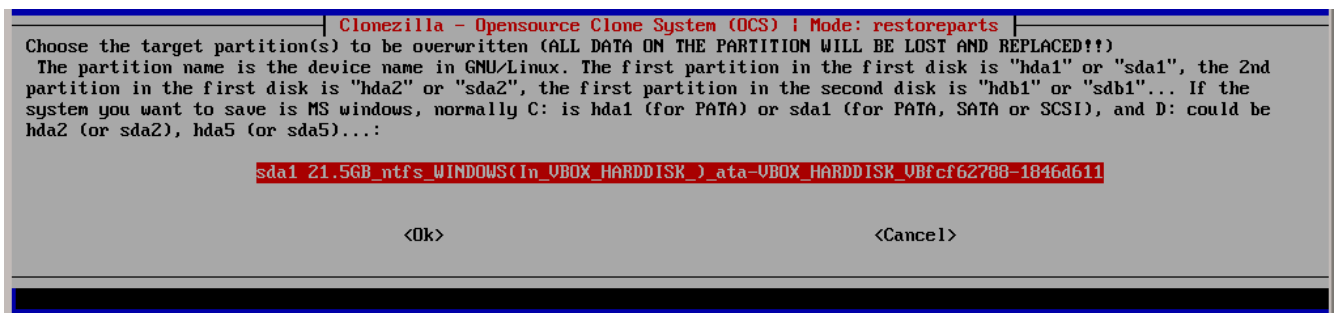 Clonezilla - Opensource Clone System (OCS) | Mode: restoreparts
Choose the target partition(s) to be overwritten (ALL DATA ON THE PARTITION WILL BE LOST AND REPLACED!!)
The partition name is the device name in GNU/Linux. The first partition in the first disk is "hda1" or "sda1", the 2nd
partition in the first disk is "hda2" or "sda2", the first partition in the second disk is "hdb1" or "sdb1"... If the
system you want to save is MS windows, normally C: is hda1 (for PATA) or sda1 (for PATA, SATA or SCSI), and D: could be
hda2 (or sda2), hda5 (or sda5)...:
sda1 21.5GB_ntfs_WINDOWS(In_VBOX_HARDDISK_)_ata-VBOX_HARDDISK_VBfcf62788-1846d611
<Ok> <Cancel>